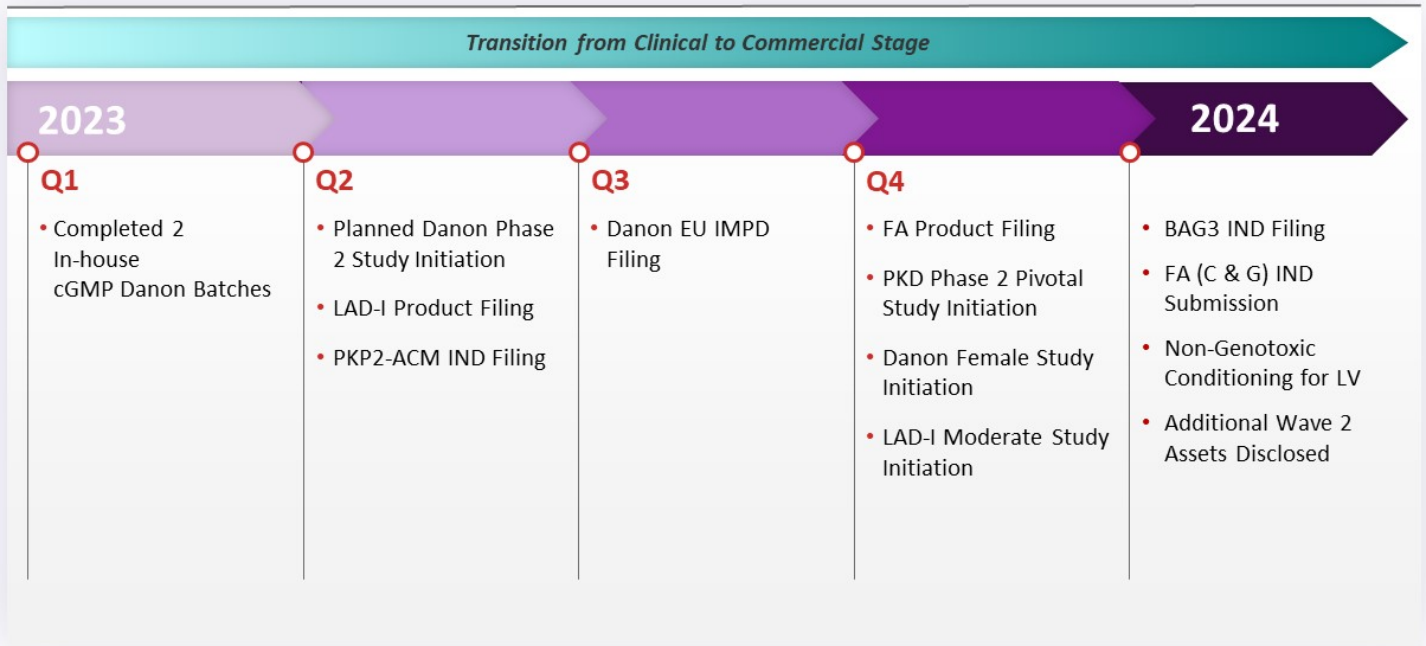 Transition from Clinical to Commercial Stage
2023
2024
Q1
• Completed 2
In-house
cGMP Danon Batches
Q2
• Planned Danon Phase
2 Study Initiation
• LAD-I Product Filing
• PKP2-ACM IND Filing
Q3
• Danon EU IMPD
Filing
Q4
• FA Product Filing
• PKD Phase 2 Pivotal
Study Initiation
• Danon Female Study
Initiation
• LAD-I Moderate Study
Initiation
• BAG3 IND Filing
• FA (C & G) IND
Submission
• Non-Genotoxic
Conditioning for LV
• Additional Wave 2
Assets Disclosed